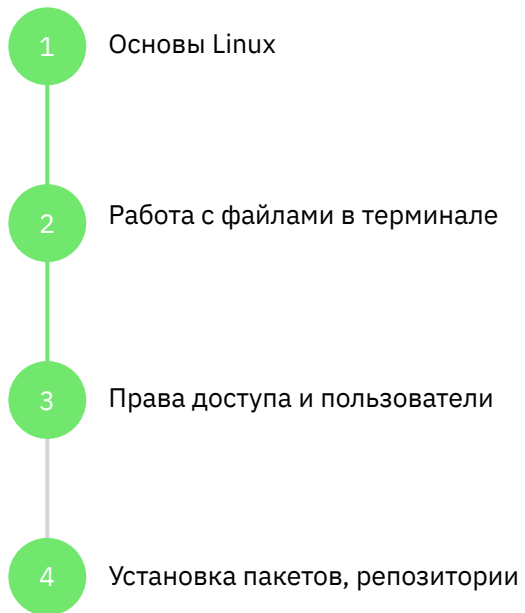 1 Основы Linux
2 Работа с файлами в терминале
3 Права доступа и пользователи
4 Установка пакетов, репозитории